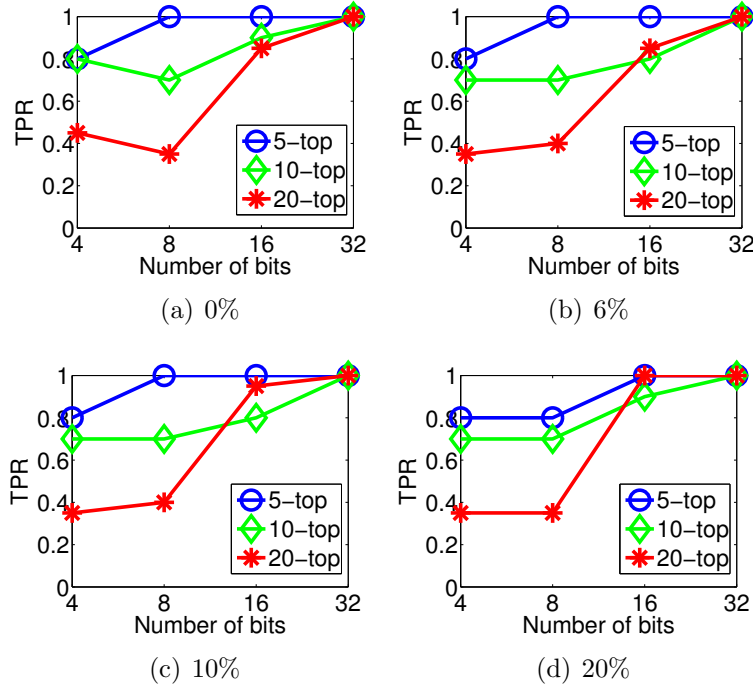 1
0.8
0.6
0.4
0.2
0
TPR
4 8 16 32
Number of bits
5-top
10-top
20-top
(a) 0%
1
0.8
0.6
0.4
0.2
0
TPR
4 8 16 32
Number of bits
5-top
10-top
20-top
(b) 6%
1
0.8
0.6
0.4
0.2
0
TPR
4 8 16 32
Number of bits
5-top
10-top
20-top
(c) 10%
1
0.8
0.6
0.4
0.2
0
TPR
4 8 16 32
Number of bits
5-top
10-top
20-top
(d) 20%